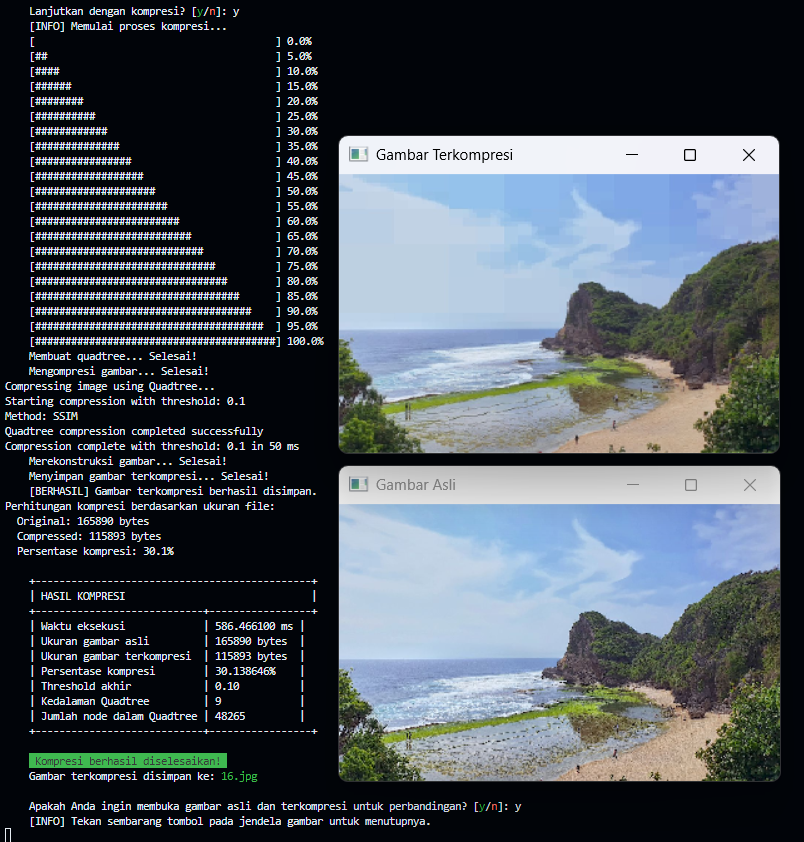 Lanjutkan dengan kompresi? [y/n]: y
[INFO] Memulai proses kompresi...
[                                        ] 0.0%
[##                                      ] 5.0%
[####                                    ] 10.0%
[######                                  ] 15.0%
[########                                ] 20.0%
[##########                              ] 25.0%
[############                            ] 30.0%
[##############                          ] 35.0%
[################                        ] 40.0%
[##################                      ] 45.0%
[####################                    ] 50.0%
[######################                  ] 55.0%
[########################                ] 60.0%
[##########################              ] 65.0%
[############################            ] 70.0%
[##############################          ] 75.0%
[################################        ] 80.0%
[##################################      ] 85.0%
[####################################    ] 90.0%
[######################################  ] 95.0%
[########################################] 100.0%
Membuat quadtree... Selesai!
Mengompresi gambar... Selesai!
Compressing image using Quadtree...
Starting compression with threshold: 0.1
Method: SSIM
Quadtree compression completed successfully
Compression complete with threshold: 0.1 in 50 ms
Merekonstruksi gambar... Selesai!
Menyimpan gambar terkompresi... Selesai!
[BERHASIL] Gambar terkompresi berhasil disimpan.
Perhitungan kompresi berdasarkan ukuran file:
Original: 165890 bytes
Compressed: 115893 bytes
Persentase kompresi: 30.1%
+----------------------------------------------+
| HASIL KOMPRESI                               |
+----------------------------+-----------------+
| Waktu eksekusi             | 586.466100 ms |
| Ukuran gambar asli         | 165890 bytes  |
| Ukuran gambar terkompresi  | 115893 bytes  |
| Persentase kompresi        | 30.138646%    |
| Threshold akhir            | 0.10          |
| Kedalaman Quadtree         | 9             |
| Jumlah node dalam Quadtree | 48265         |
+----------------------------+-----------------+
Kompresi berhasil diselesaikan!
Gambar terkompresi disimpan ke: 16.jpg
Apakah Anda ingin membuka gambar asli dan terkompresi untuk perbandingan? [y/n]: y
[INFO] Tekan sembarang tombol pada jendela gambar untuk menutupnya.
Gambar Terkompresi
Gambar Asli